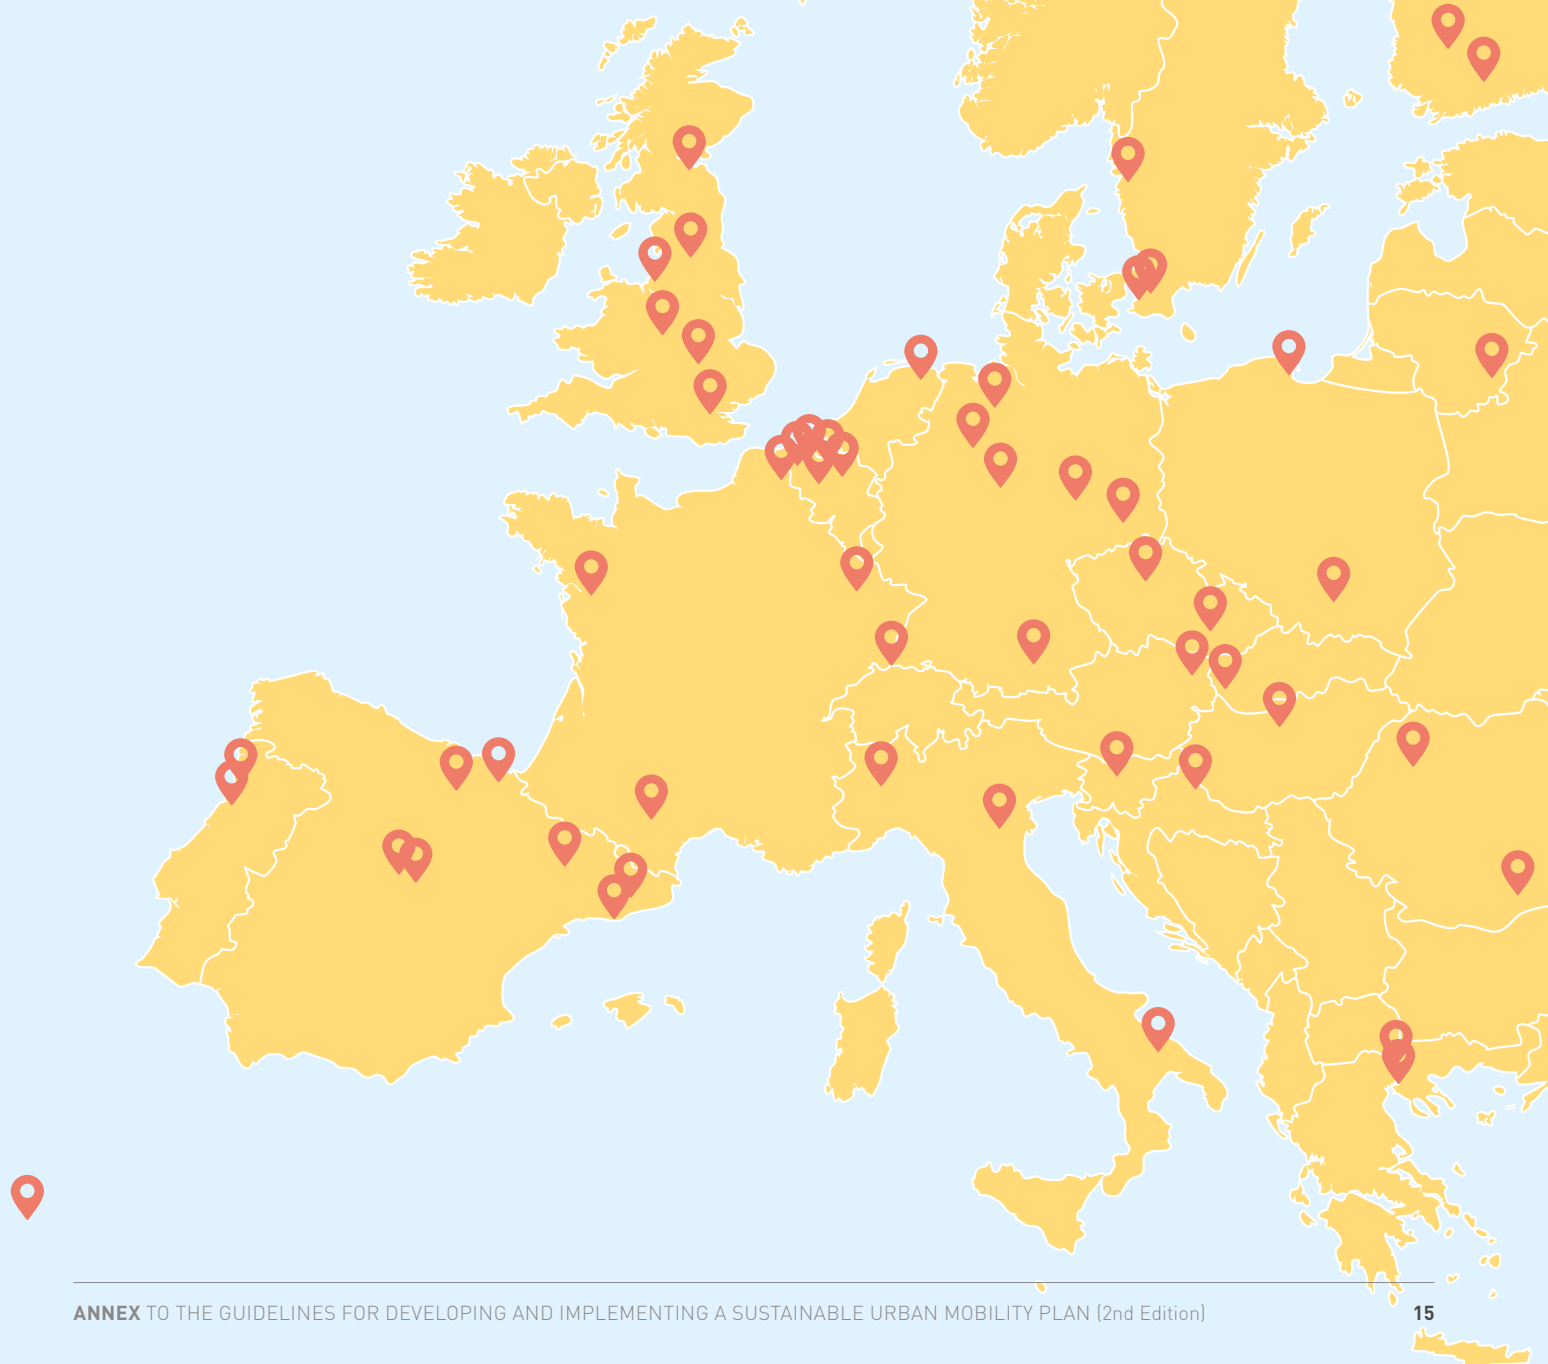 ANNEX TO THE GUIDELINES FOR DEVELOPING AND IMPLEMENTING A SUSTAINABLE URBAN MOBILITY PLAN (2nd Edition) 15